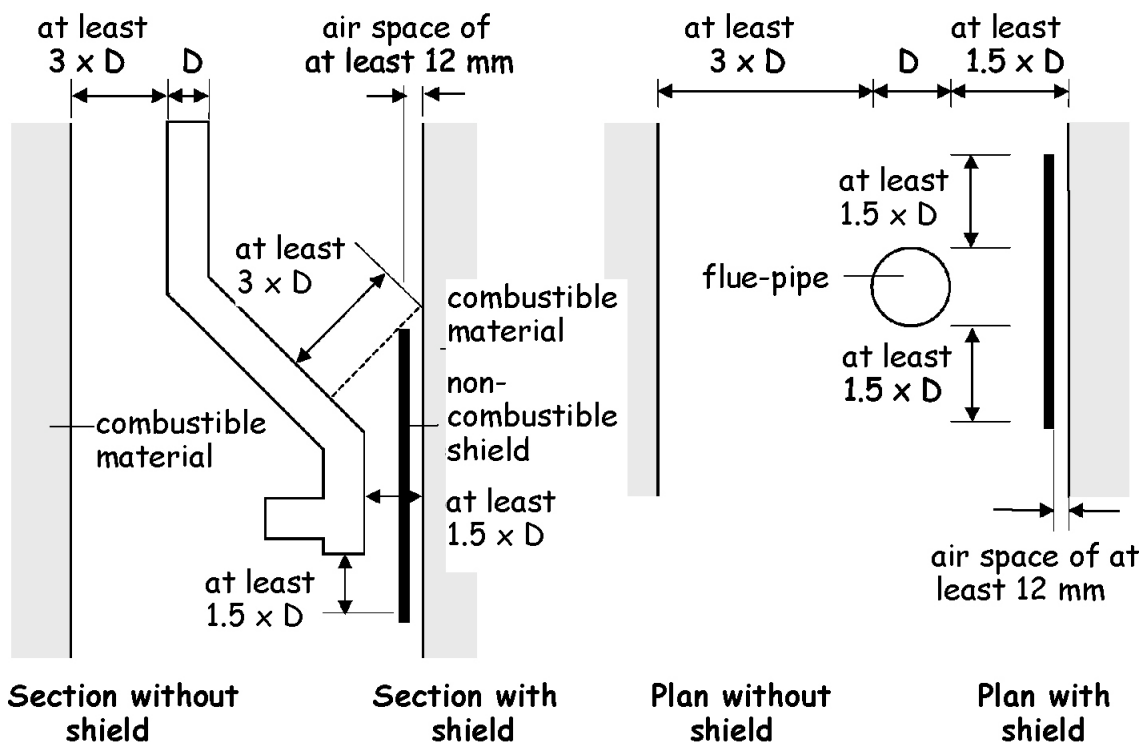 at least
3 x D
D
air space of
at least 12 mm
at least
3 x D
D
at least
1.5 x D
at least
3 x D
combustible
material
non-
combustible
shield
combustible
material
at least
1.5 x D
at least
1.5 x D
at least
1.5 x D
flue-pipe
at least
1.5 x D
air space of at
least 12 mm
Section without
shield
Section with
shield
Plan without
shield
Plan with
shield